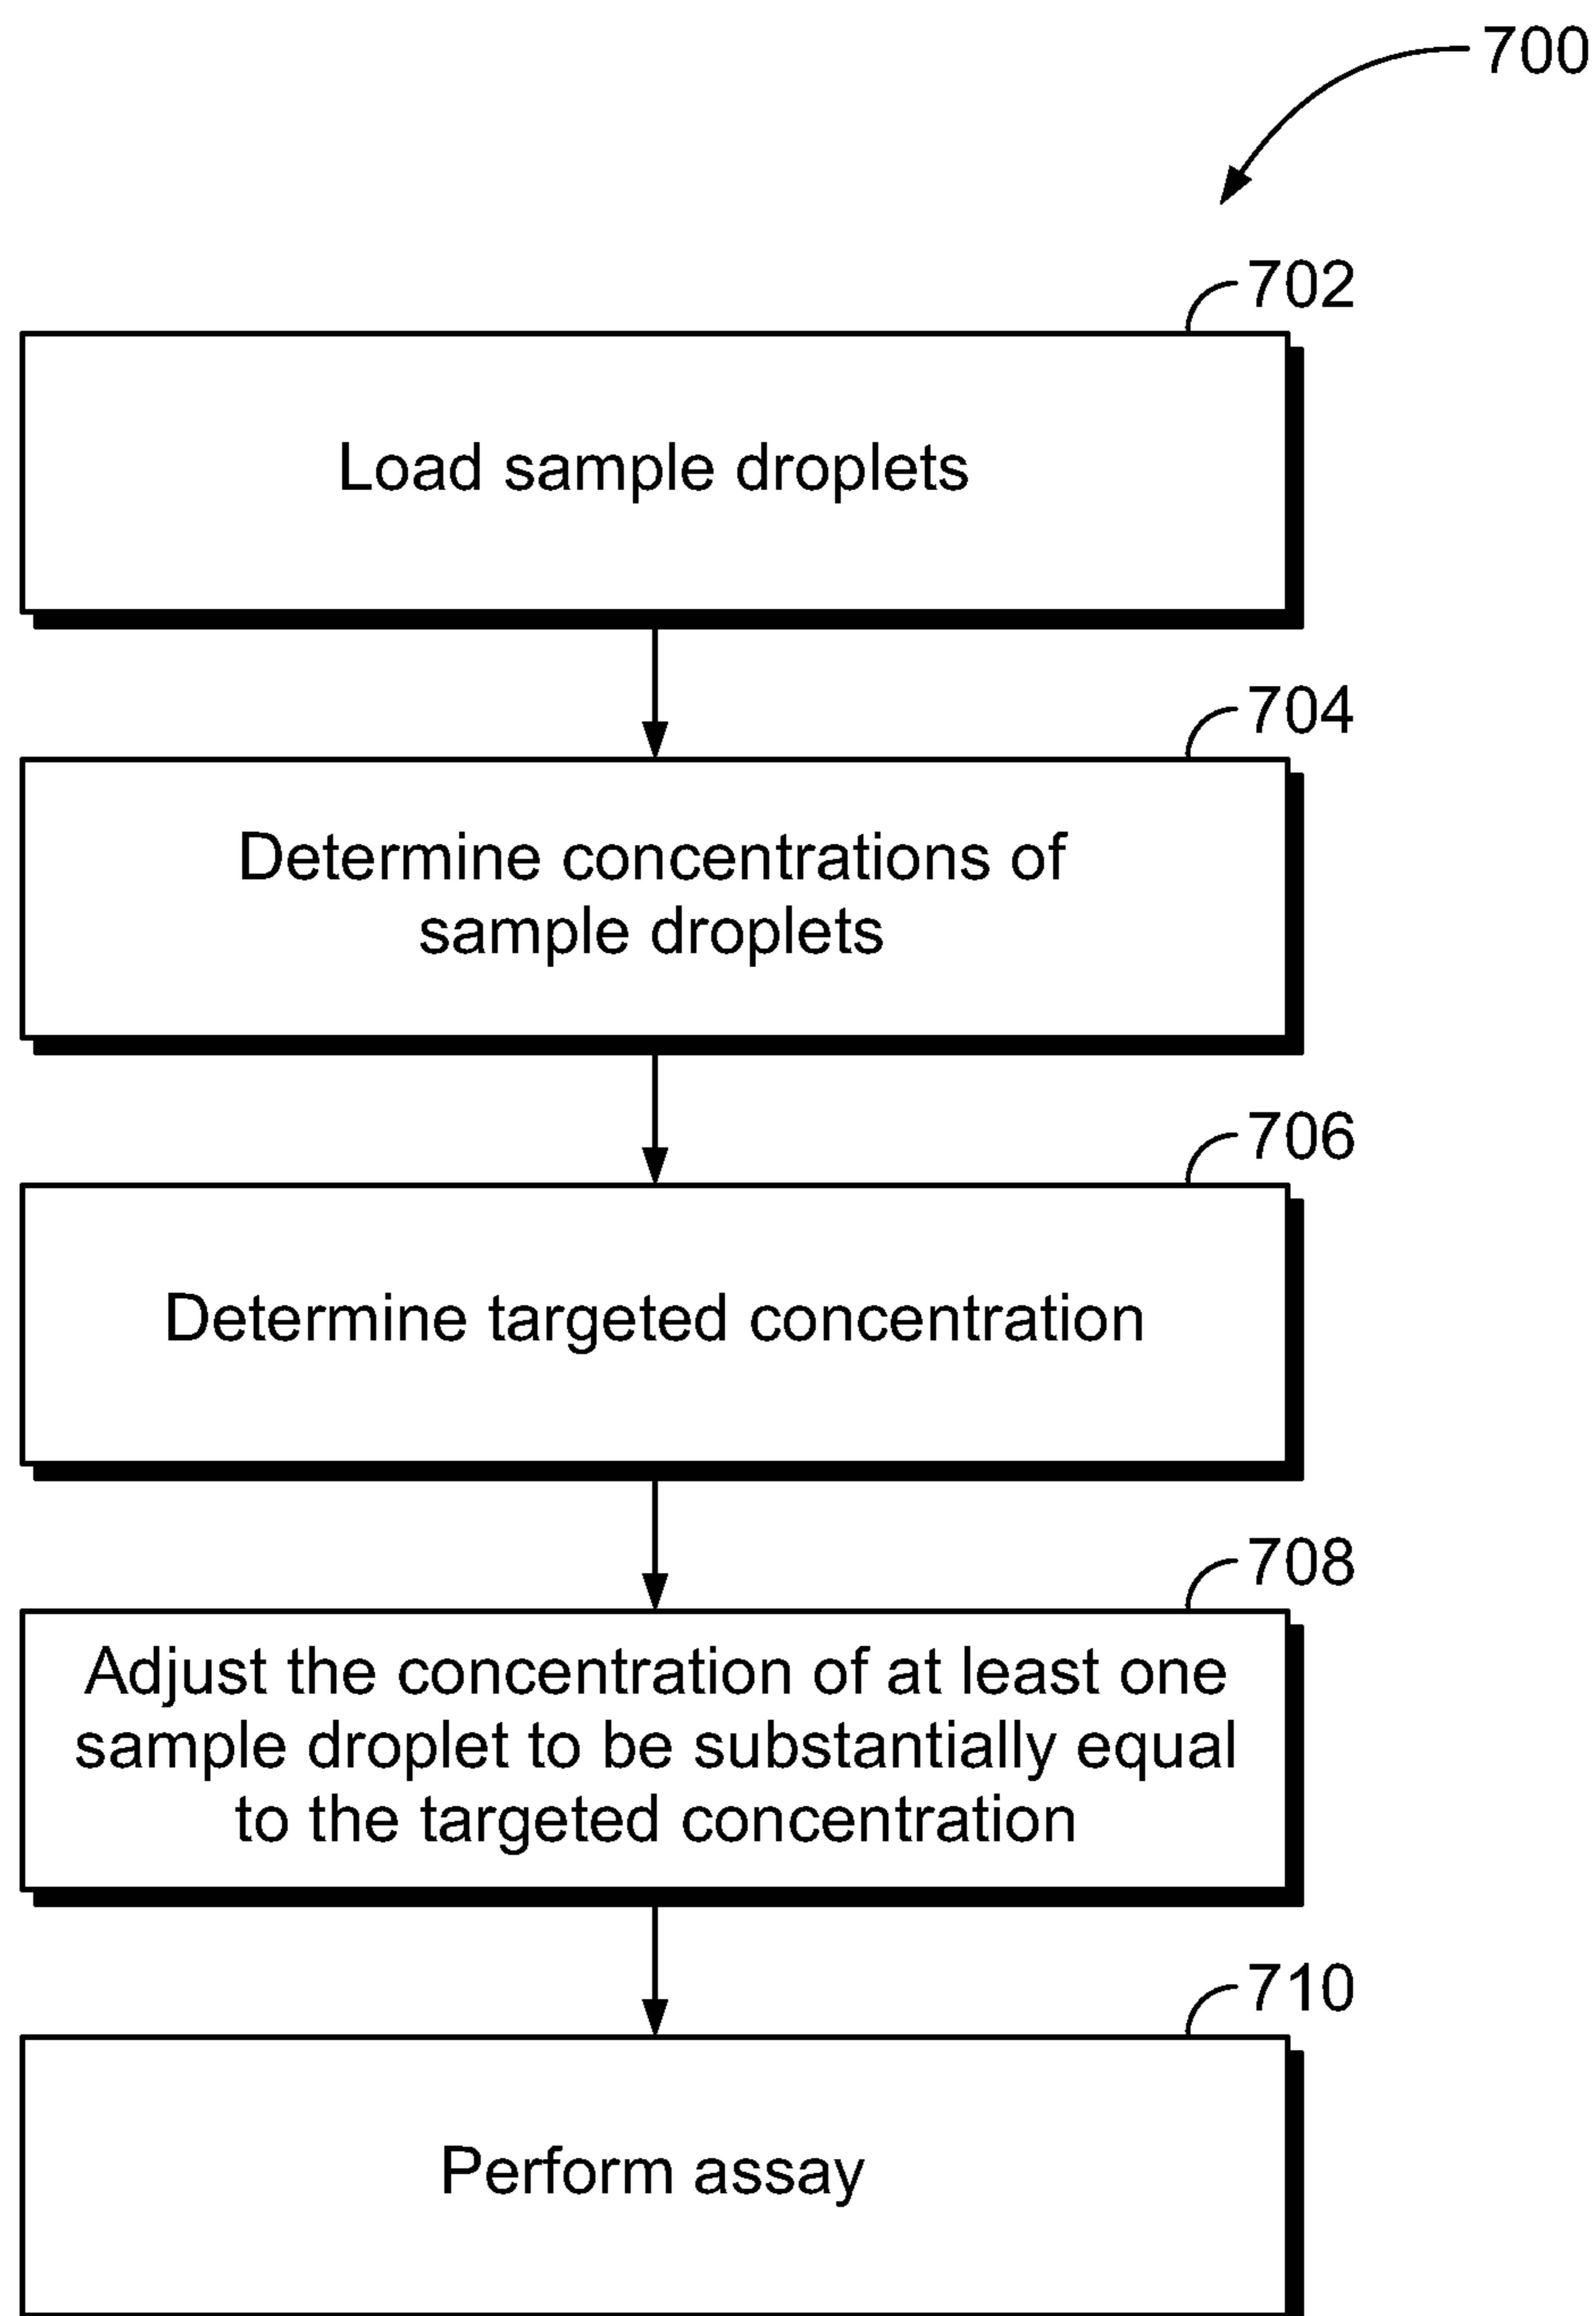 700
702
Load sample droplets
704
Determine concentrations of
sample droplets
706
Determine targeted concentration
708
Adjust the concentration of at least one
sample droplet to be substantially equal
to the targeted concentration
710
Perform assay